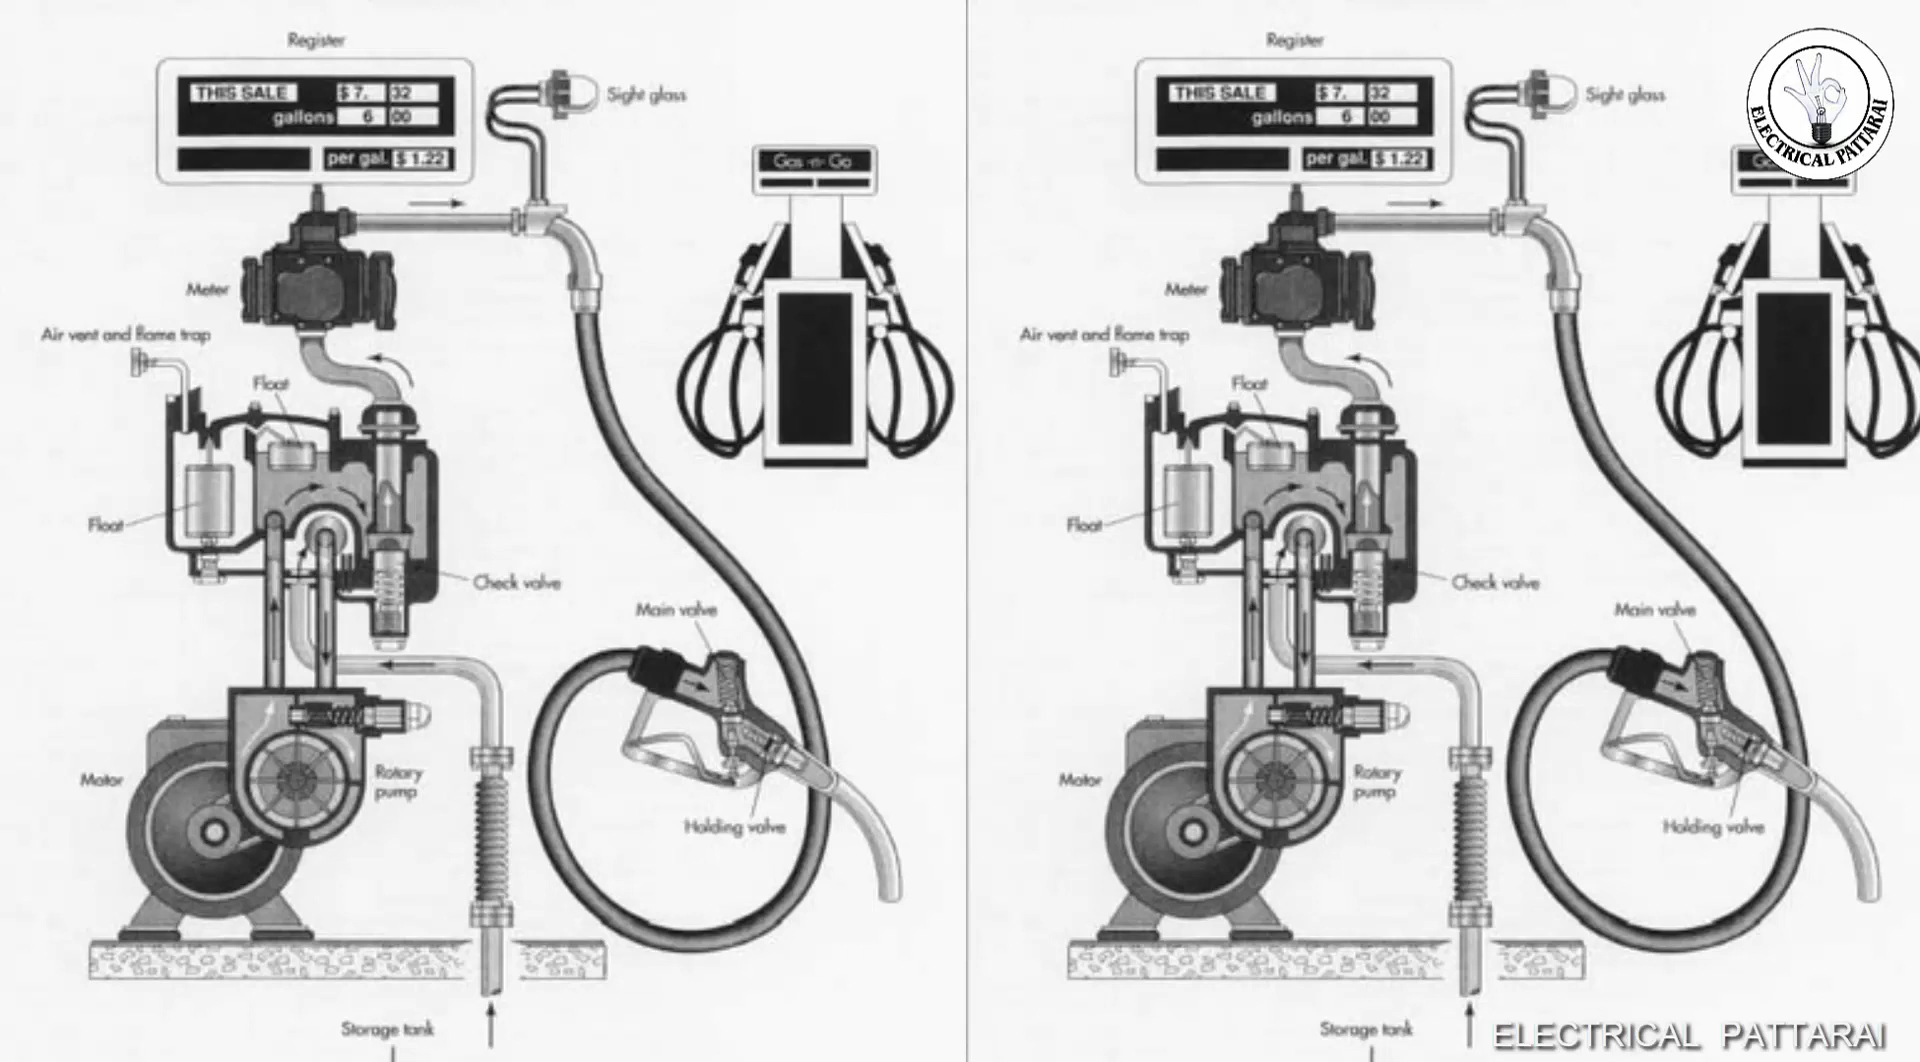 Register
THIS SALE $ 7. 32
gallons 6 00
per gal. $ 1.22
Sight glass
Gas -n- Go
Meter
Air vent and flame trap
Float
Float
Check valve
Main valve
Motor
Rotary
pump
Holding valve
Storage tank
Register
THIS SALE $ 7. 32
gallons 6 00
per gal. $ 1.22
Sight glass
ELECTRICAL PATTARAI
Meter
Air vent and flame trap
Float
Float
Check valve
Main valve
Motor
Rotary
pump
Holding valve
Storage tank
ELECTRICAL PATTARAI